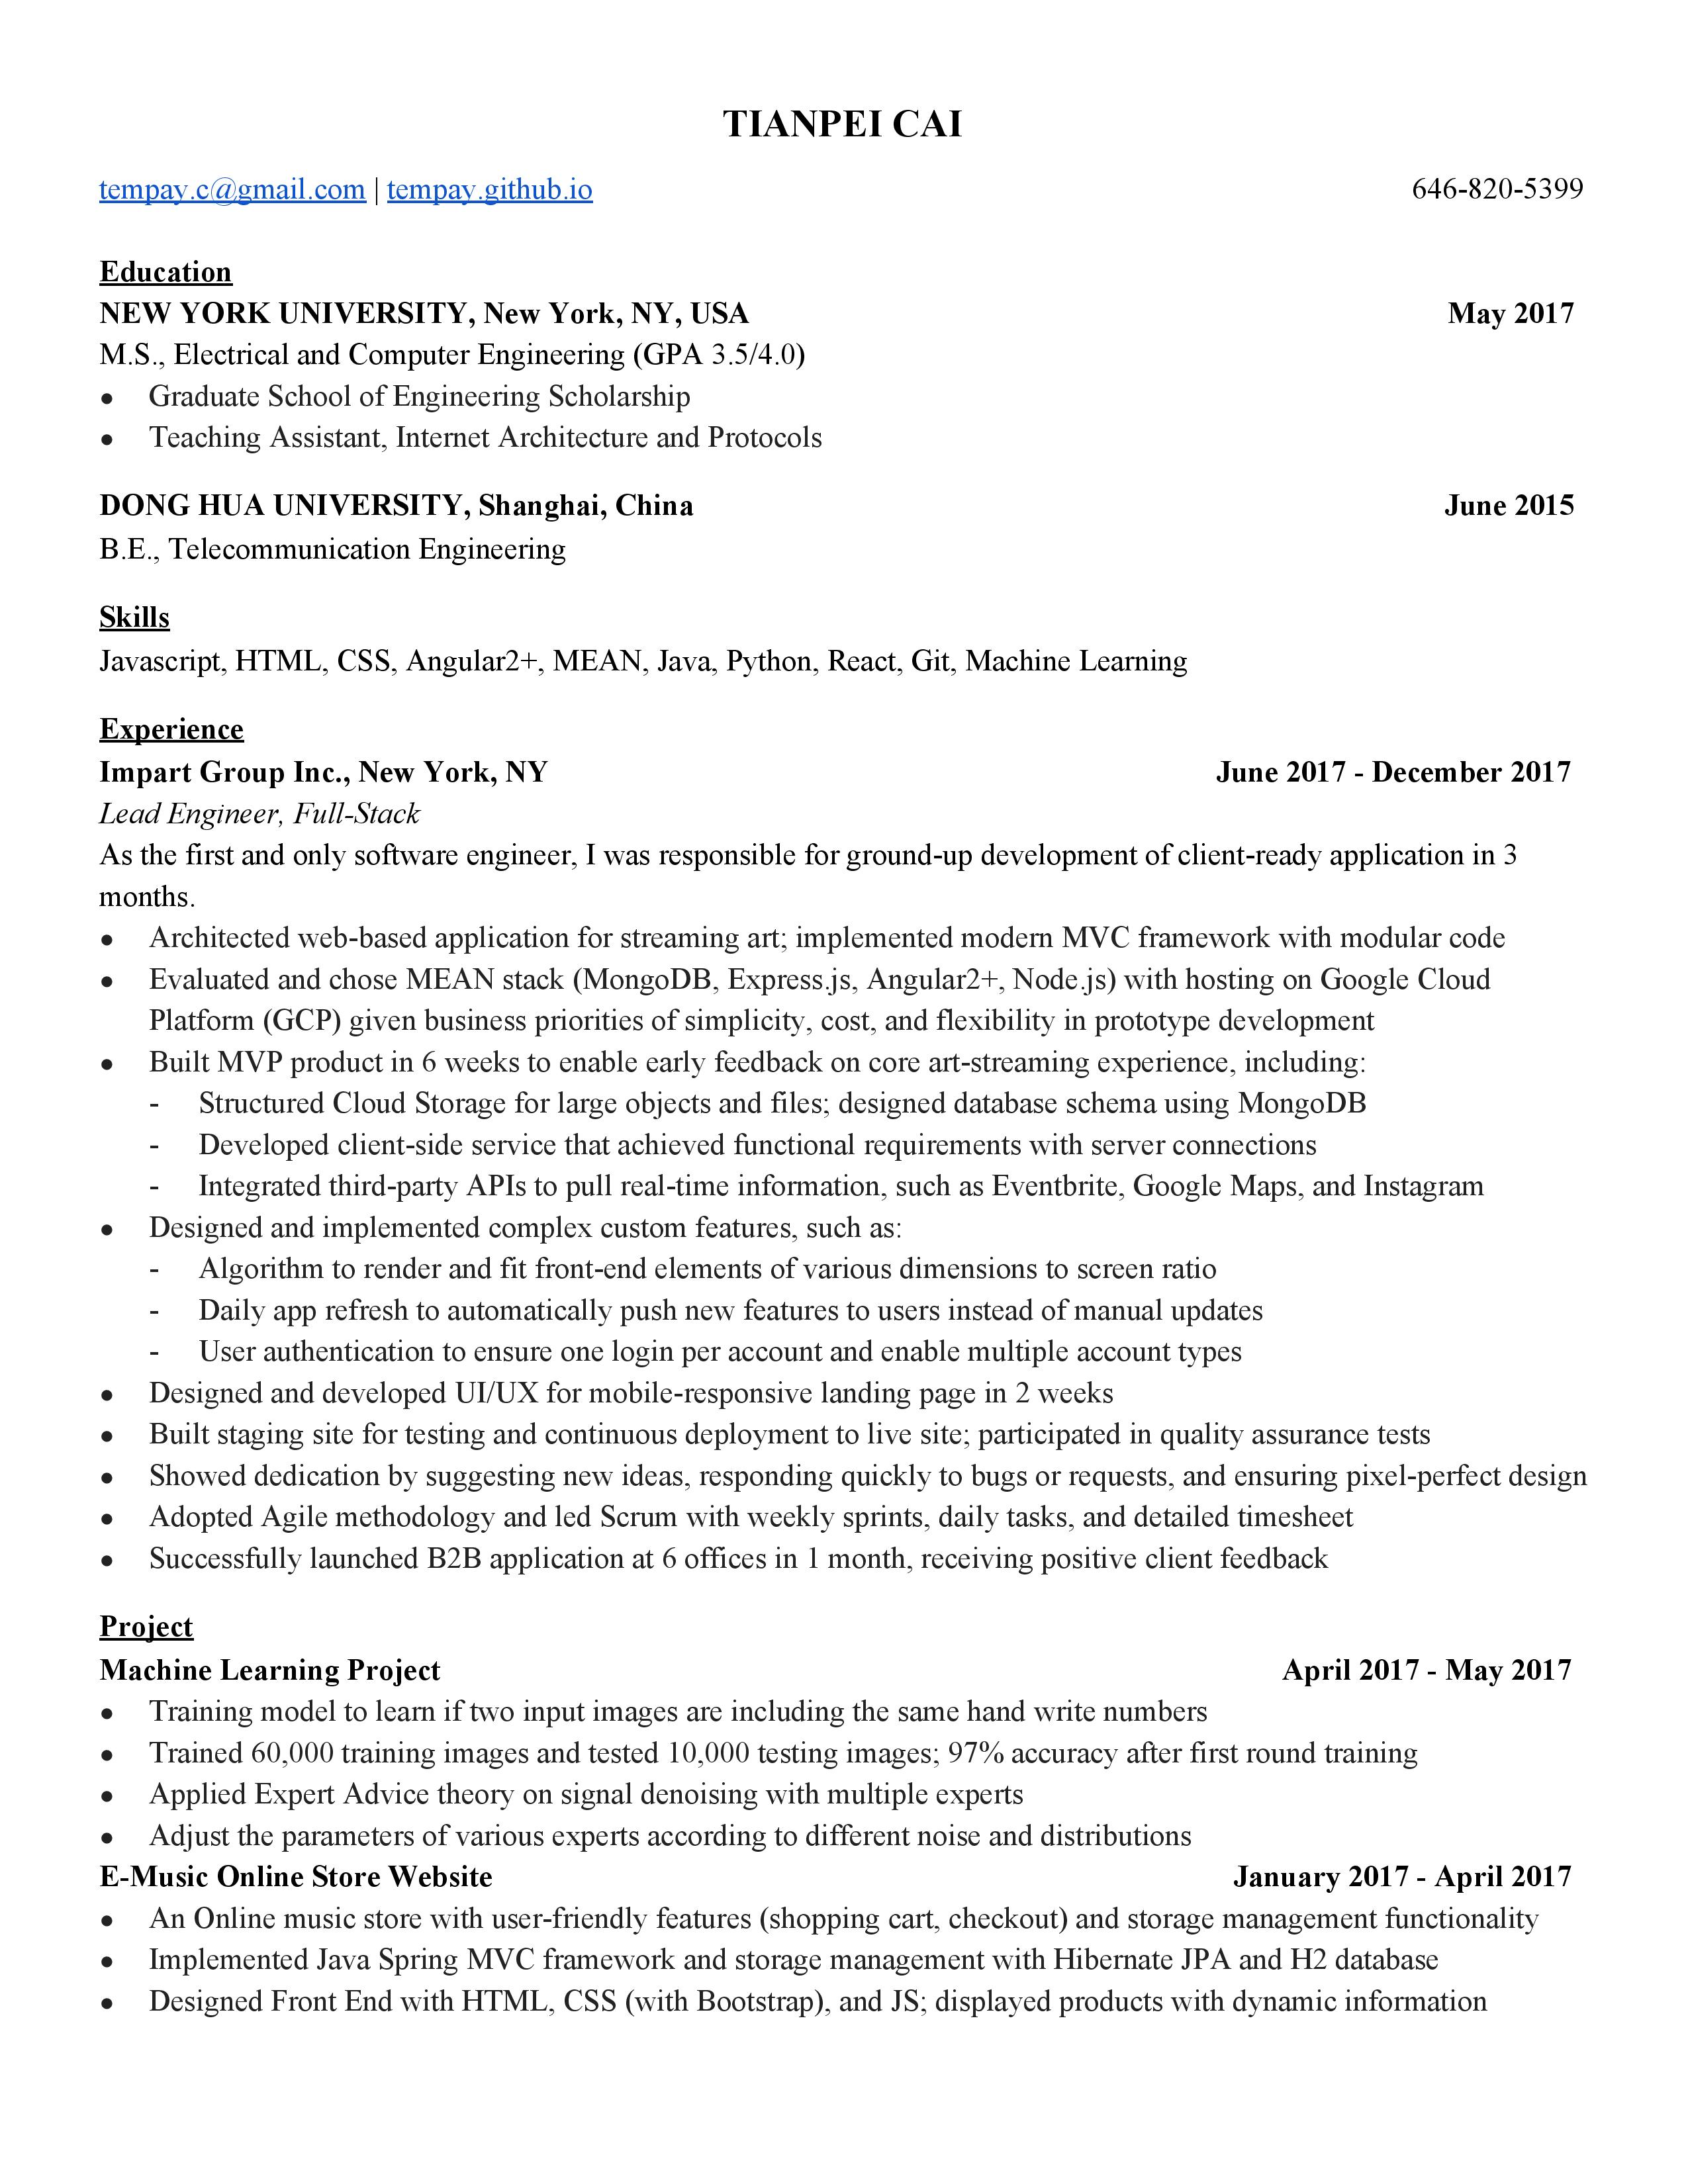 TIANPEI CAI
tempay.c@gmail.com | tempay.github.io 646-820-5399
Education
NEW YORK UNIVERSITY, New York, NY, USA May 2017
M.S., Electrical and Computer Engineering (GPA 3.5/4.0)
● Graduate School of Engineering Scholarship
● Teaching Assistant, Internet Architecture and Protocols
DONG HUA UNIVERSITY, Shanghai, China June 2015
B.E., Telecommunication Engineering
Skills
Javascript, HTML, CSS, Angular2+, MEAN, Java, Python, React, Git, Machine Learning
Experience
Impart Group Inc., New York, NY June 2017 - December 2017
Lead Engineer, Full-Stack
As the first and only software engineer, I was responsible for ground-up development of client-ready application in 3
months.
● Architected web-based application for streaming art; implemented modern MVC framework with modular code
● Evaluated and chose MEAN stack (MongoDB, Express.js, Angular2+, Node.js) with hosting on Google Cloud
Platform (GCP) given business priorities of simplicity, cost, and flexibility in prototype development
● Built MVP product in 6 weeks to enable early feedback on core art-streaming experience, including:
- Structured Cloud Storage for large objects and files; designed database schema using MongoDB
- Developed client-side service that achieved functional requirements with server connections
- Integrated third-party APIs to pull real-time information, such as Eventbrite, Google Maps, and Instagram
● Designed and implemented complex custom features, such as:
- Algorithm to render and fit front-end elements of various dimensions to screen ratio
- Daily app refresh to automatically push new features to users instead of manual updates
- User authentication to ensure one login per account and enable multiple account types
● Designed and developed UI/UX for mobile-responsive landing page in 2 weeks
● Built staging site for testing and continuous deployment to live site; participated in quality assurance tests
● Showed dedication by suggesting new ideas, responding quickly to bugs or requests, and ensuring pixel-perfect design
● Adopted Agile methodology and led Scrum with weekly sprints, daily tasks, and detailed timesheet
● Successfully launched B2B application at 6 offices in 1 month, receiving positive client feedback
Project
Machine Learning Project April 2017 - May 2017
● Training model to learn if two input images are including the same hand write numbers
● Trained 60,000 training images and tested 10,000 testing images; 97% accuracy after first round training
● Applied Expert Advice theory on signal denoising with multiple experts
● Adjust the parameters of various experts according to different noise and distributions
E-Music Online Store Website January 2017 - April 2017
● An Online music store with user-friendly features (shopping cart, checkout) and storage management functionality
● Implemented Java Spring MVC framework and storage management with Hibernate JPA and H2 database
● Designed Front End with HTML, CSS (with Bootstrap), and JS; displayed products with dynamic information